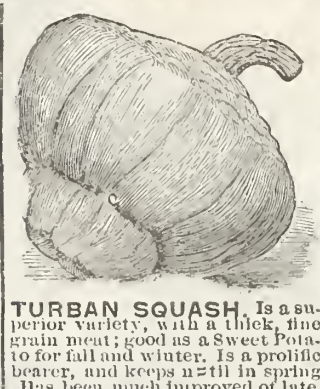 TURBAN SQUASH. Is a su-
perior variety, with a thick, fine
grain meat; good as a Sweet Pota-
to for fall and winter. Is a prolific
bearer, and keeps u=til in spring
Has been much improved of late